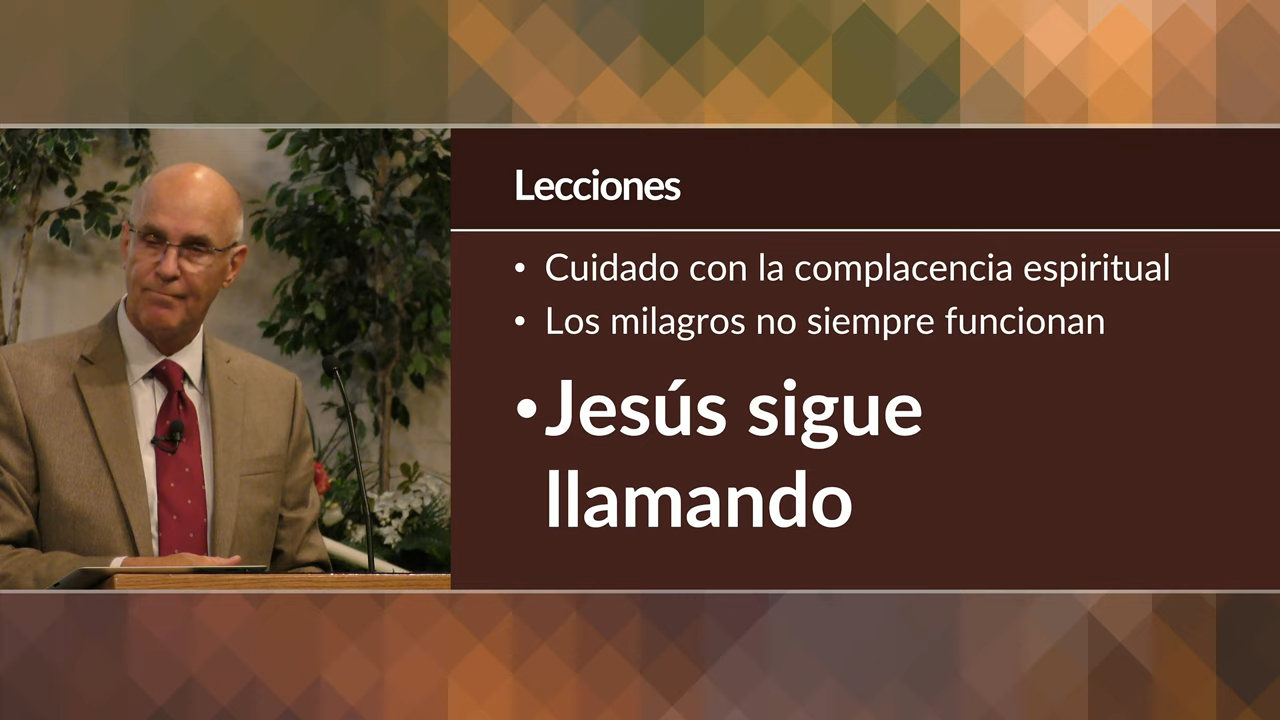 Lecciones
• Cuidado con la complacencia espiritual
• Los milagros no siempre funcionan
•Jesús sigue
llamando